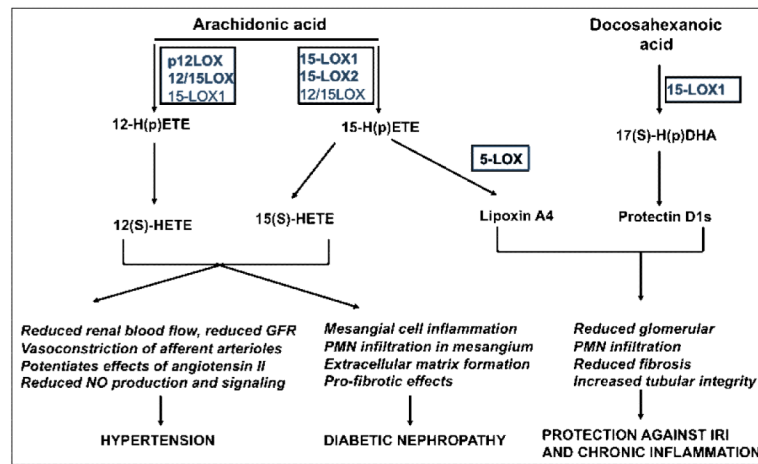 Arachidonic acid
Docosahexanoic
acid
p12LOX
12/15LOX
15-LOX1
15-LOX1
15-LOX2
12/15LOX
15-LOX1
12-H(p)ETE
15-H(p)ETE
17(S)-H(p)DHA
5-LOX
12(S)-HETE
15(S)-HETE
Lipoxin A4
Protectin D1s
Reduced renal blood flow, reduced GFR
Vasoconstriction of afferent arterioles
Potentiates effects of angiotensin II
Reduced NO production and signaling
Mesangial cell inflammation
PMN infiltration in mesangium
Extracellular matrix formation
Pro-fibrotic effects
Reduced glomerular
PMN infiltration
Reduced fibrosis
Increased tubular integrity
HYPERTENSION
DIABETIC NEPHROPATHY
PROTECTION AGAINST IRI
AND CHRONIC INFLAMMATION